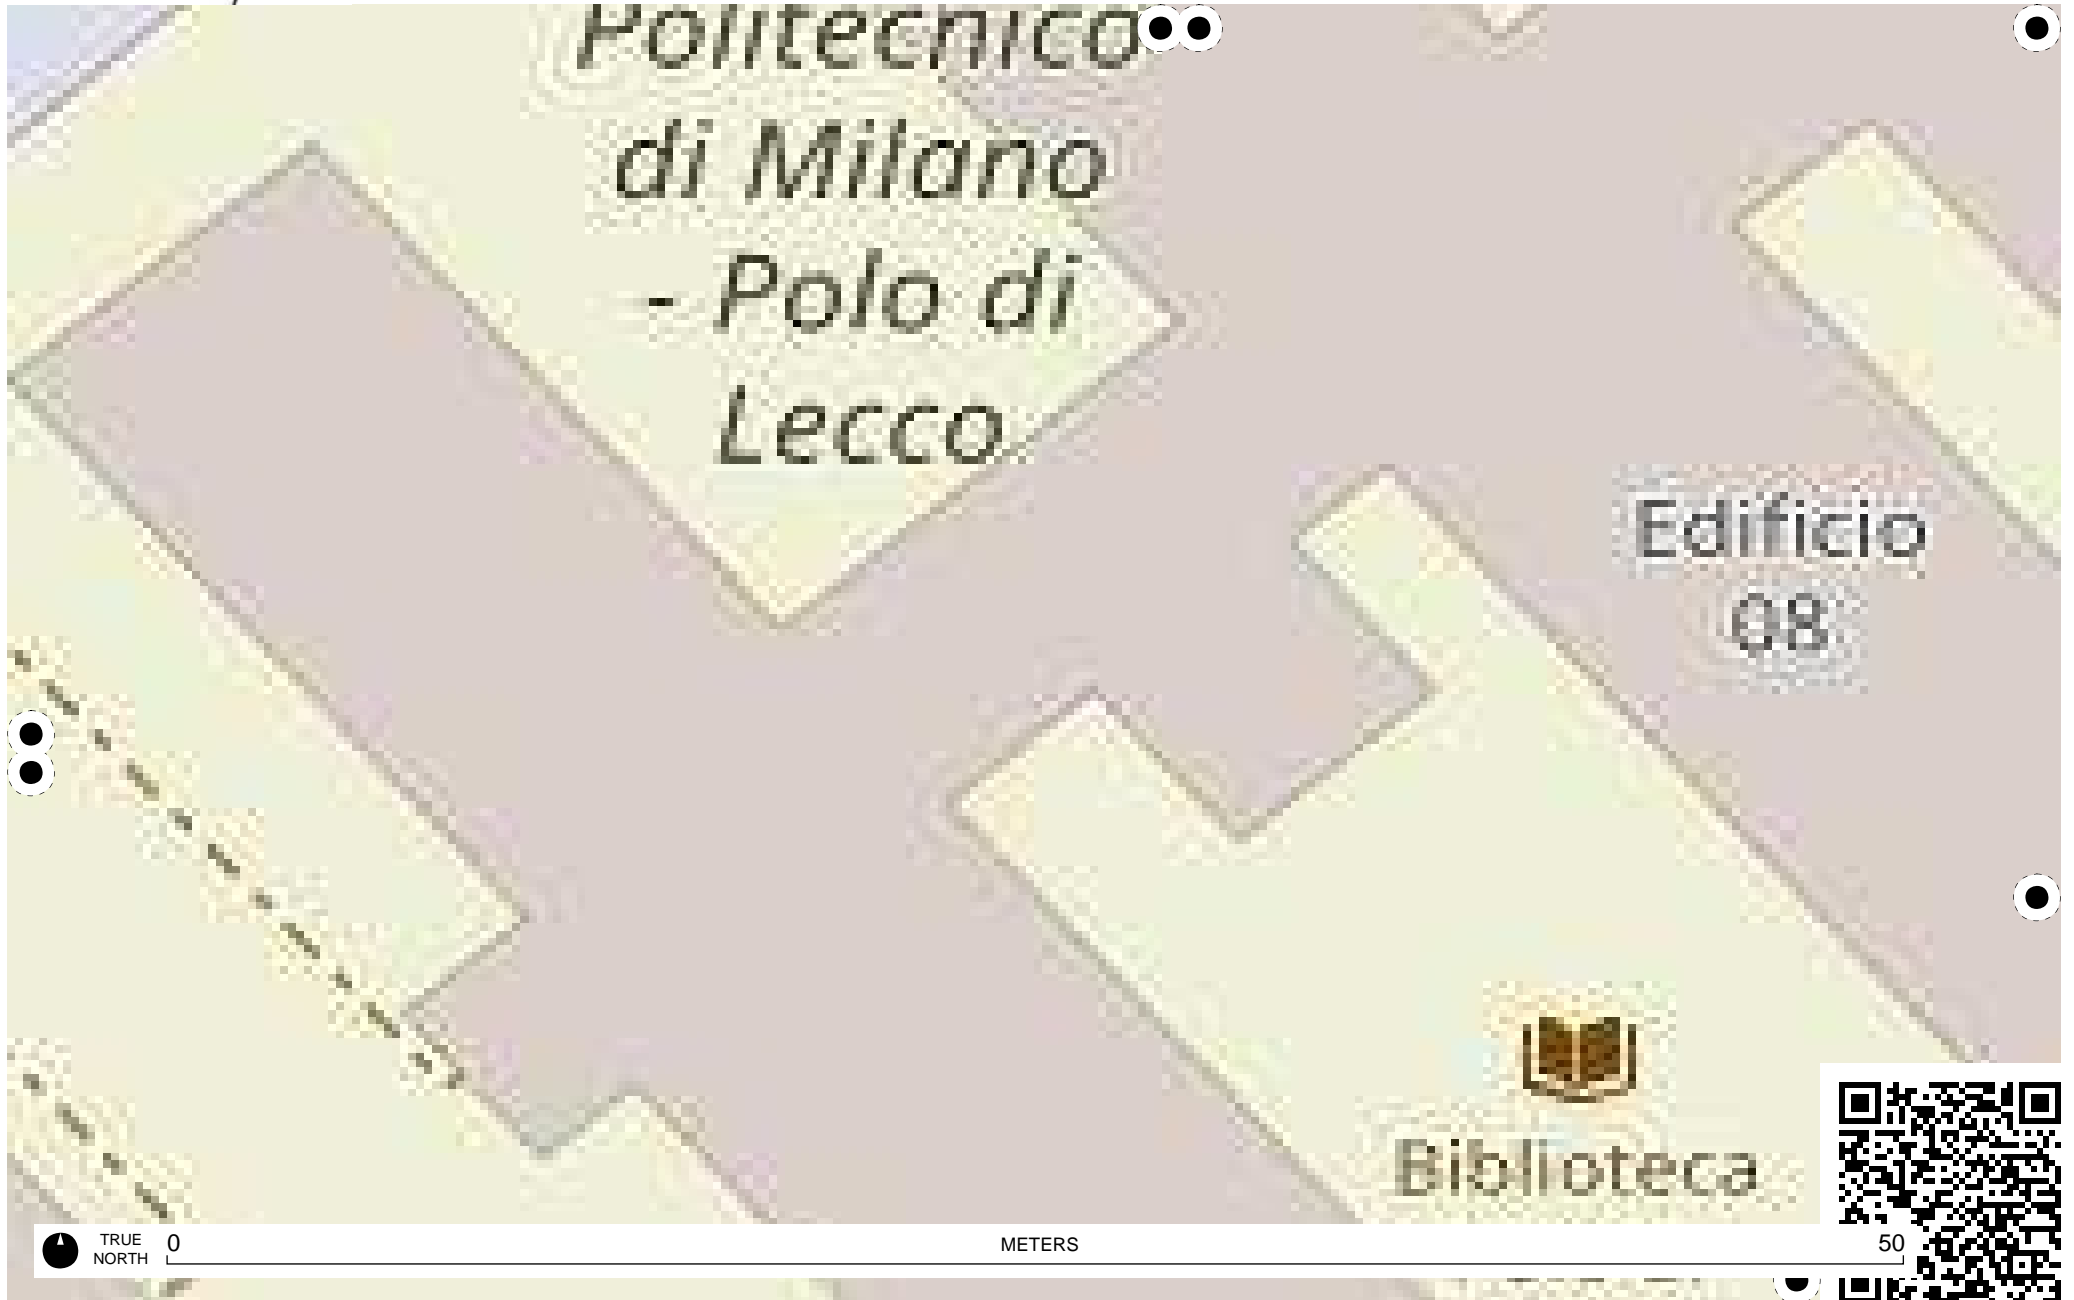 Politecnico
di Milano
- Polo di
Lecco
Edificio
08
Biblioteca
TRUE
NORTH
0
METERS
50